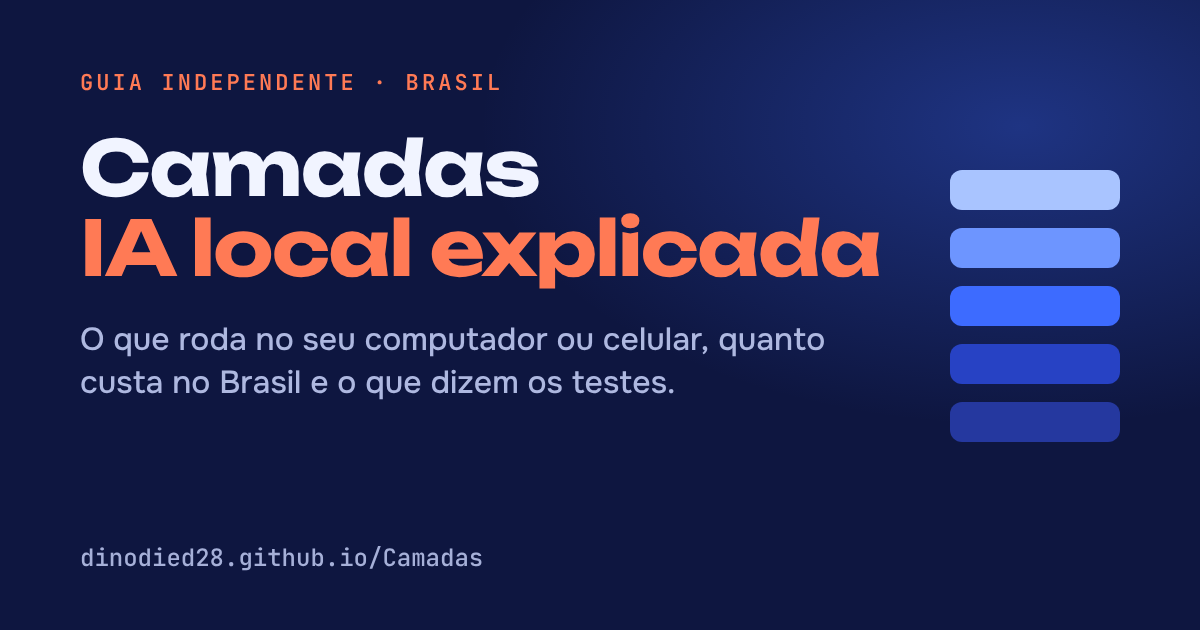 GUIA INDEPENDENTE · BRASIL
Camadas
IA local explicada
O que roda no seu computador ou celular, quanto
custa no Brasil e o que dizem os testes.
dinodied28.github.io/Camadas